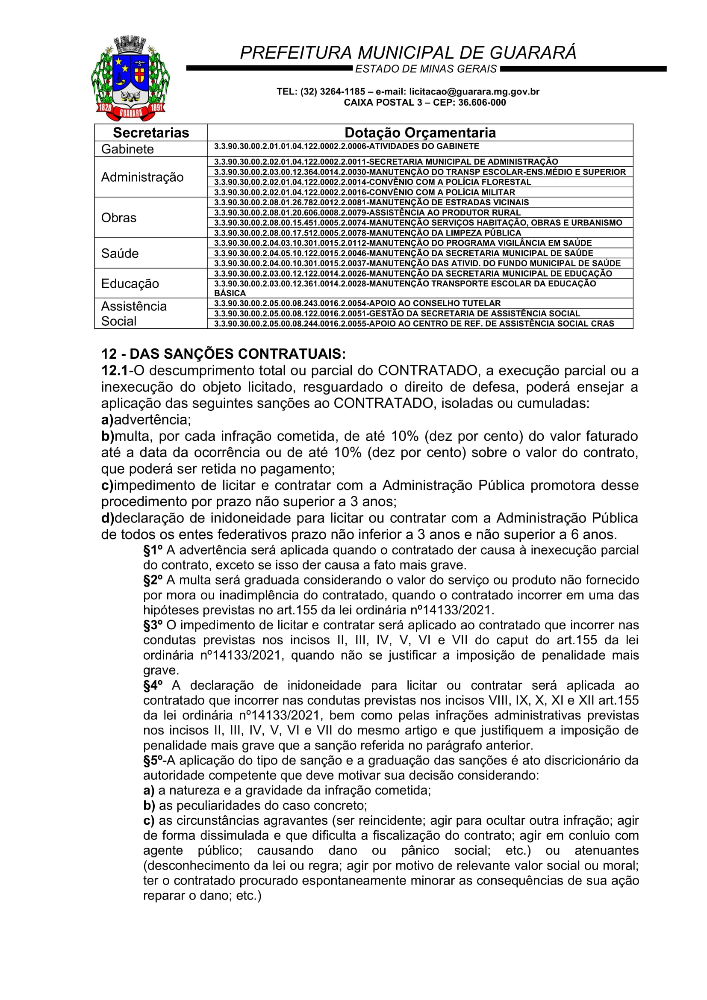 PREFEITURA MUNICIPAL DE GUARARÁ
ESTADO DE MINAS GERAIS
TEL: (32) 3264-1185 – e-mail: licitacao@guarara.mg.gov.br
CAIXA POSTAL 3 – CEP: 36.606-000
1828 GUARARÁ 1891
Secretarias Dotação Orçamentaria
Gabinete 3.3.90.30.00.2.01.01.04.122.0002.2.0006-ATIVIDADES DO GABINETE
Administração
3.3.90.30.00.2.02.01.04.122.0002.2.0011-SECRETARIA MUNICIPAL DE ADMINISTRAÇÃO
3.3.90.30.00.2.03.00.12.364.0014.2.0030-MANUTENÇÃO DO TRANSP ESCOLAR-ENS.MÉDIO E SUPERIOR
3.3.90.30.00.2.02.01.04.122.0002.2.0014-CONVÊNIO COM A POLÍCIA FLORESTAL
3.3.90.30.00.2.02.01.04.122.0002.2.0016-CONVÊNIO COM A POLÍCIA MILITAR
Obras
3.3.90.30.00.2.08.01.26.782.0012.2.0081-MANUTENÇÃO DE ESTRADAS VICINAIS
3.3.90.30.00.2.08.01.20.606.0008.2.0079-ASSISTÊNCIA AO PRODUTOR RURAL
3.3.90.30.00.2.08.00.15.451.0005.2.0074-MANUTENÇÃO SERVIÇOS HABITAÇÃO, OBRAS E URBANISMO
3.3.90.30.00.2.08.00.17.512.0005.2.0078-MANUTENÇÃO DA LIMPEZA PÚBLICA
Saúde
3.3.90.30.00.2.04.03.10.301.0015.2.0112-MANUTENÇÃO DO PROGRAMA VIGILÂNCIA EM SAÚDE
3.3.90.30.00.2.04.05.10.122.0015.2.0046-MANUTENÇÃO DA SECRETARIA MUNICIPAL DE SAÚDE
3.3.90.30.00.2.04.00.10.301.0015.2.0037-MANUTENÇÃO DAS ATIVID. DO FUNDO MUNICIPAL DE SAÚDE
Educação
3.3.90.30.00.2.03.00.12.122.0014.2.0026-MANUTENÇÃO DA SECRETARIA MUNICIPAL DE EDUCAÇÃO
3.3.90.30.00.2.03.00.12.361.0014.2.0028-MANUTENÇÃO TRANSPORTE ESCOLAR DA EDUCAÇÃO
BÁSICA
Assistência
Social
3.3.90.30.00.2.05.00.08.243.0016.2.0054-APOIO AO CONSELHO TUTELAR
3.3.90.30.00.2.05.00.08.122.0016.2.0051-GESTÃO DA SECRETARIA DE ASSISTÊNCIA SOCIAL
3.3.90.30.00.2.05.00.08.244.0016.2.0055-APOIO AO CENTRO DE REF. DE ASSISTÊNCIA SOCIAL CRAS
12 - DAS SANÇÕES CONTRATUAIS:
12.1-O descumprimento total ou parcial do CONTRATADO, a execução parcial ou a
inexecução do objeto licitado, resguardado o direito de defesa, poderá ensejar a
aplicação das seguintes sanções ao CONTRATADO, isoladas ou cumuladas:
a)advertência;
b)multa, por cada infração cometida, de até 10% (dez por cento) do valor faturado
até a data da ocorrência ou de até 10% (dez por cento) sobre o valor do contrato,
que poderá ser retida no pagamento;
c)impedimento de licitar e contratar com a Administração Pública promotora desse
procedimento por prazo não superior a 3 anos;
d)declaração de inidoneidade para licitar ou contratar com a Administração Pública
de todos os entes federativos prazo não inferior a 3 anos e não superior a 6 anos.
§1º A advertência será aplicada quando o contratado der causa à inexecução parcial
do contrato, exceto se isso der causa a fato mais grave.
§2º A multa será graduada considerando o valor do serviço ou produto não fornecido
por mora ou inadimplência do contratado, quando o contratado incorrer em uma das
hipóteses previstas no art.155 da lei ordinária nº14133/2021.
§3º O impedimento de licitar e contratar será aplicado ao contratado que incorrer nas
condutas previstas nos incisos II, III, IV, V, VI e VII do caput do art.155 da lei
ordinária nº14133/2021, quando não se justificar a imposição de penalidade mais
grave.
§4º A declaração de inidoneidade para licitar ou contratar será aplicada ao
contratado que incorrer nas condutas previstas nos incisos VIII, IX, X, XI e XII art.155
da lei ordinária nº14133/2021, bem como pelas infrações administrativas previstas
nos incisos II, III, IV, V, VI e VII do mesmo artigo e que justifiquem a imposição de
penalidade mais grave que a sanção referida no parágrafo anterior.
§5º-A aplicação do tipo de sanção e a graduação das sanções é ato discricionário da
autoridade competente que deve motivar sua decisão considerando:
a) a natureza e a gravidade da infração cometida;
b) as peculiaridades do caso concreto;
c) as circunstâncias agravantes (ser reincidente; agir para ocultar outra infração; agir
de forma dissimulada e que dificulta a fiscalização do contrato; agir em conluio com
agente público; causando dano ou pânico social; etc.) ou atenuantes
(desconhecimento da lei ou regra; agir por motivo de relevante valor social ou moral;
ter o contratado procurado espontaneamente minorar as consequências de sua ação
reparar o dano; etc.)